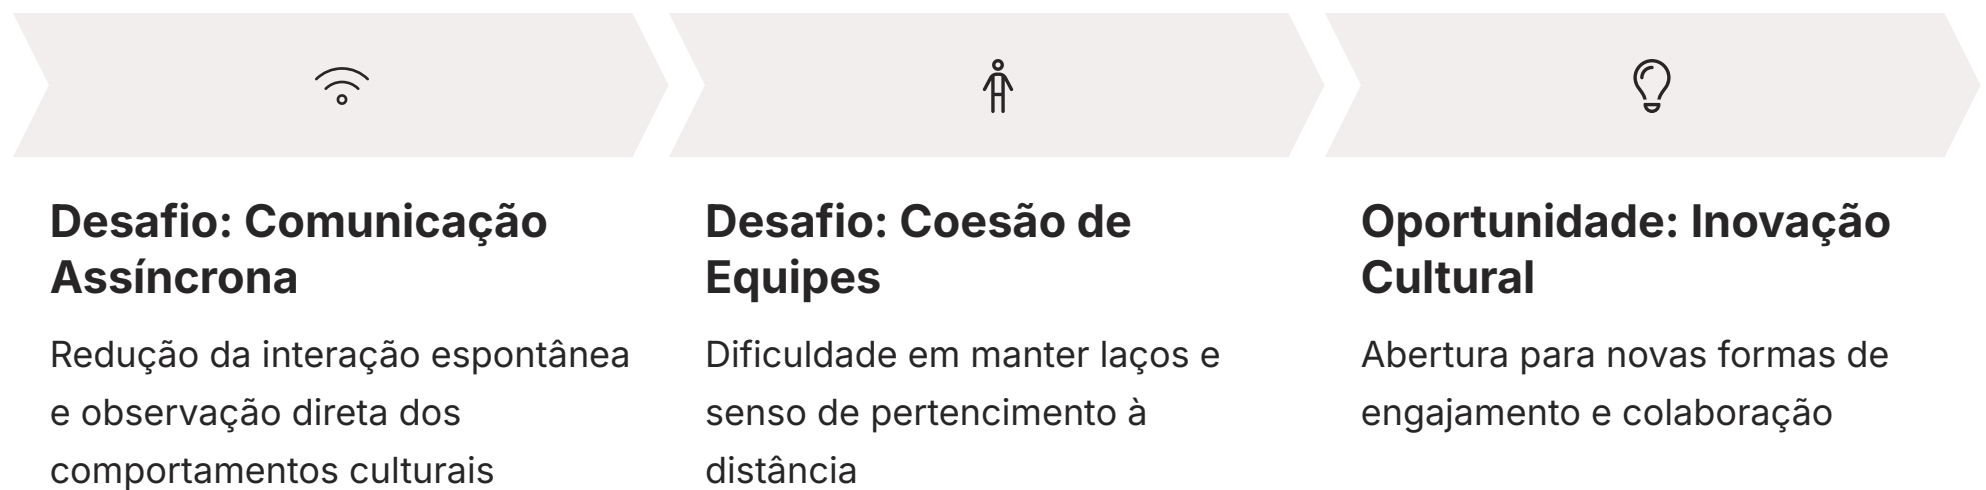 Desafio: Comunicação
Assíncrona
Redução da interação espontânea
e observação direta dos
comportamentos culturais
Desafio: Coesão de
Equipes
Dificuldade em manter laços e
senso de pertencimento à
distância
Oportunidade: Inovação
Cultural
Abertura para novas formas de
engajamento e colaboração